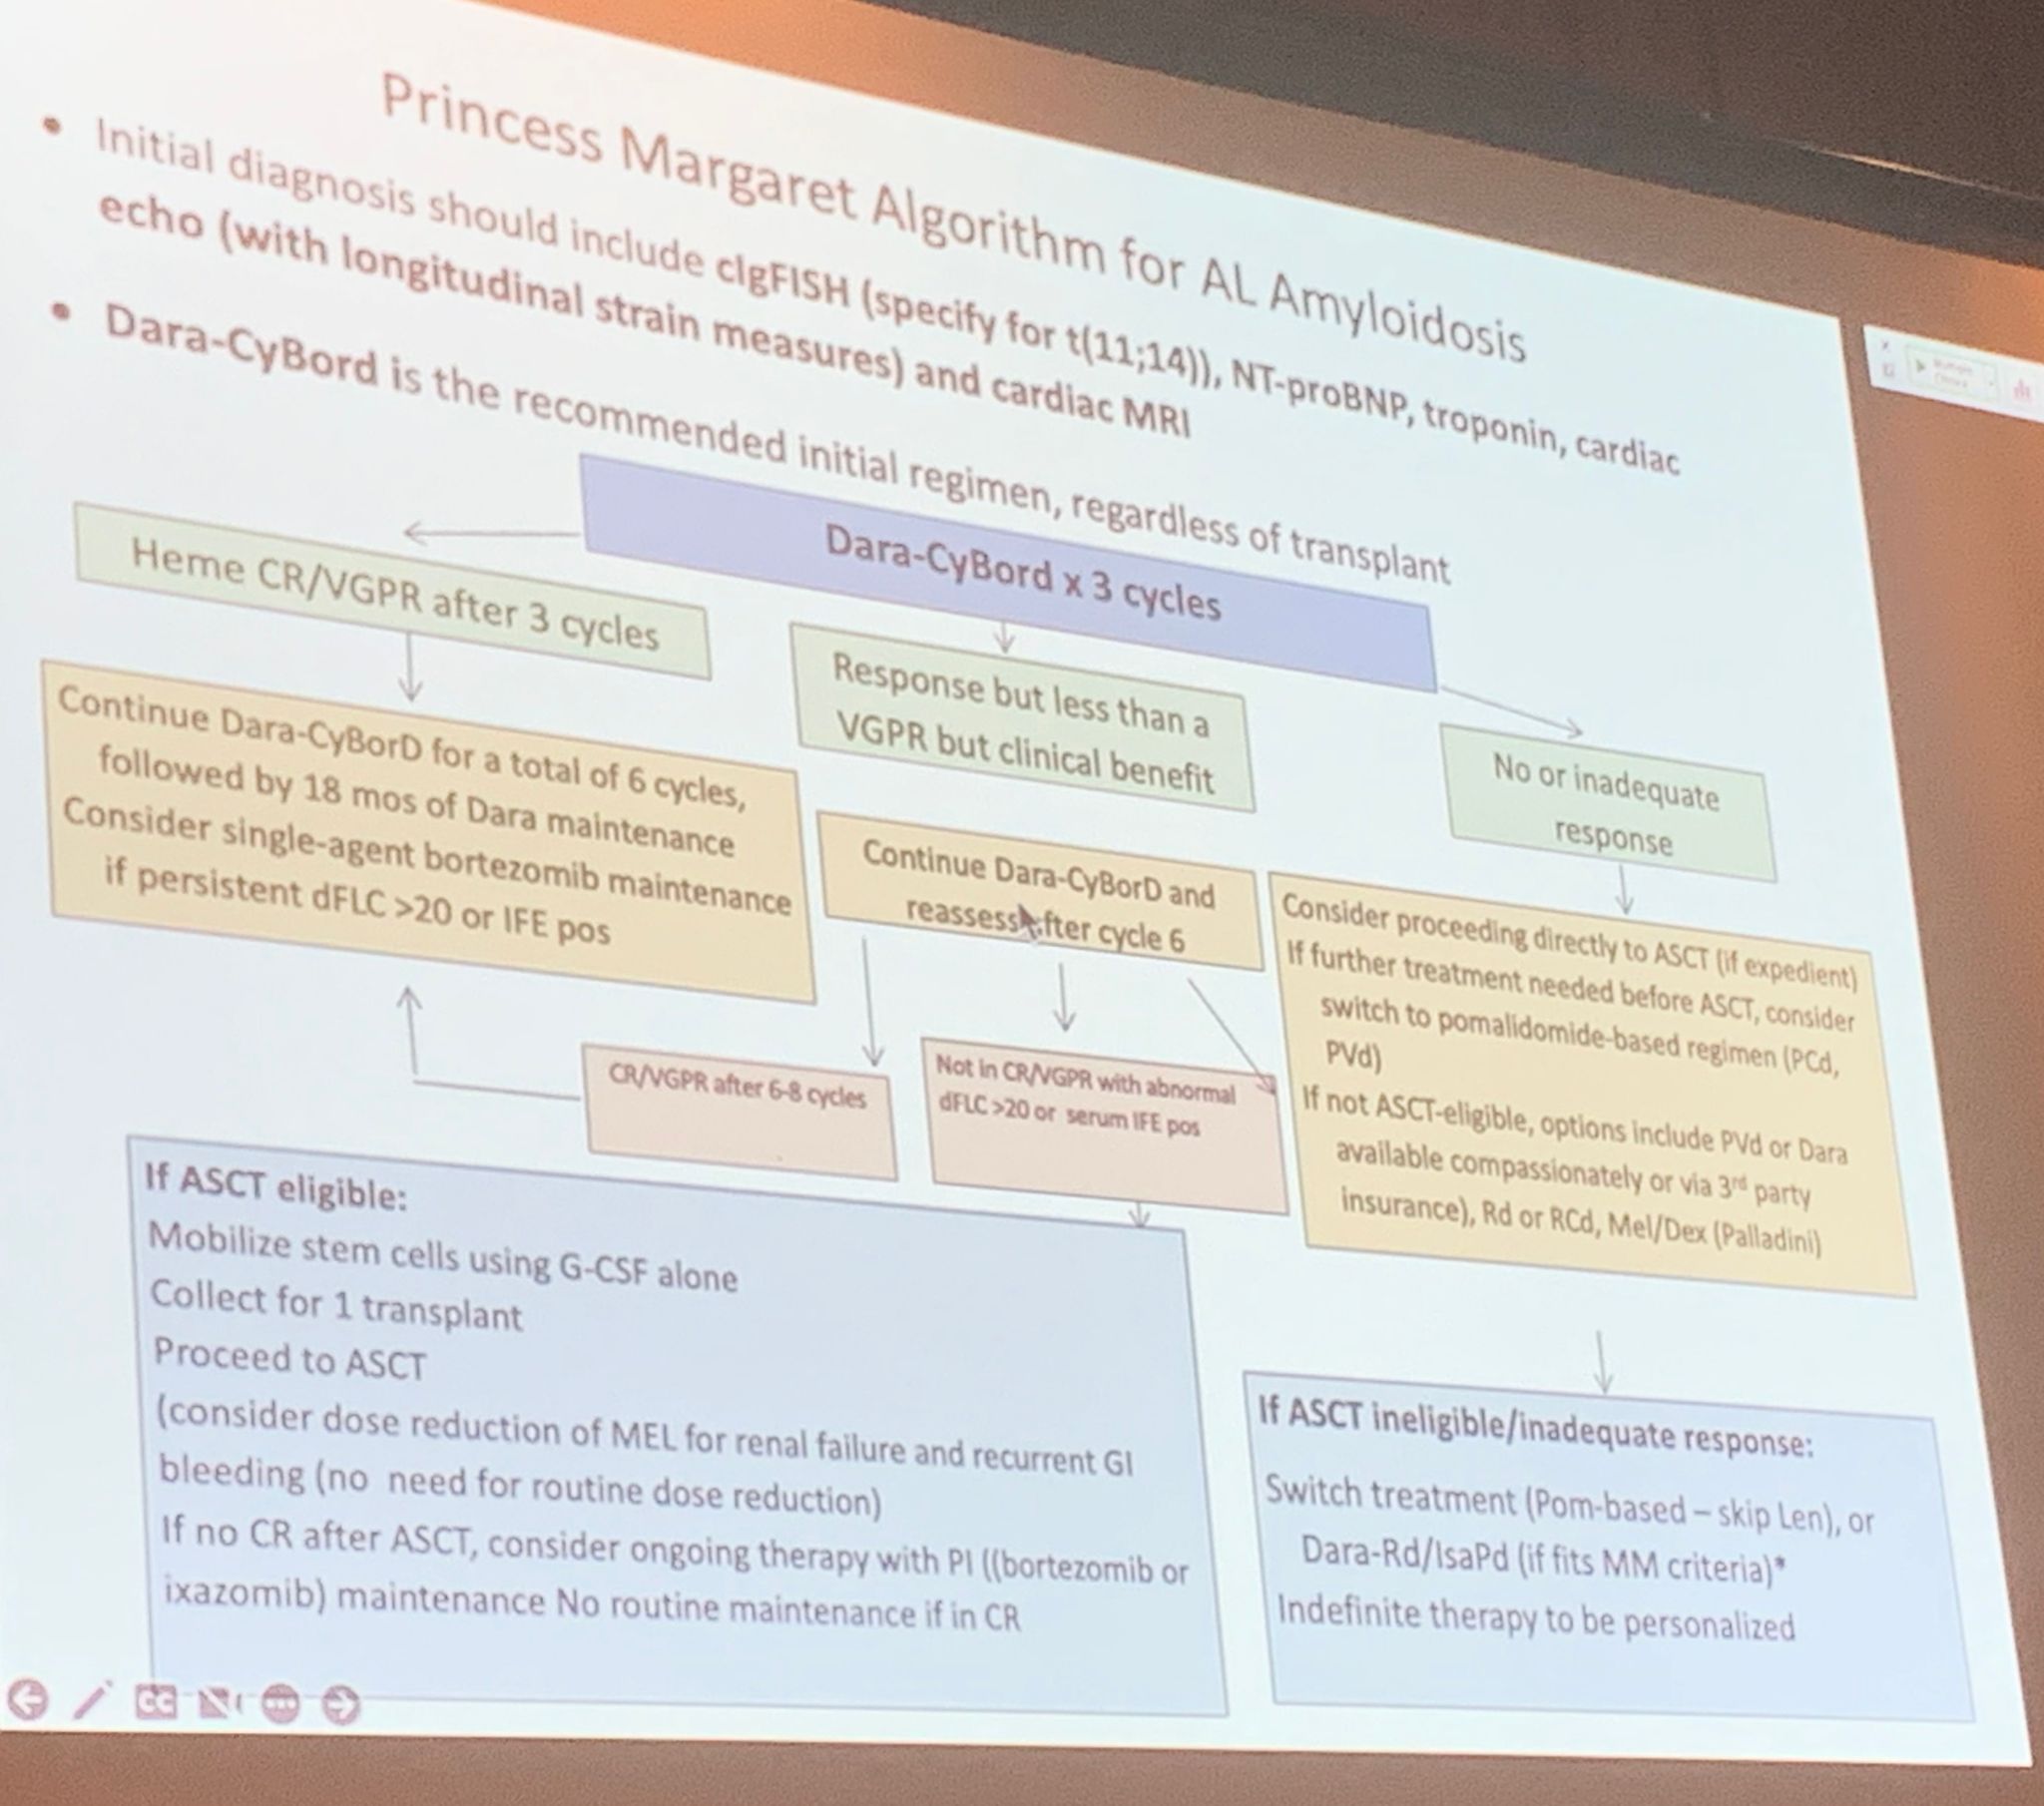 Princess Margaret Algorithm for AL Amyloidosis
• Initial diagnosis should include cIgFISH (specify for t(11;14)), NT-proBNP, troponin, cardiac
echo (with longitudinal strain measures) and cardiac MRI
• Dara-CyBord is the recommended initial regimen, regardless of transplant
Dara-CyBord x 3 cycles
Heme CR/VGPR after 3 cycles
Continue Dara-CyBorD for a total of 6 cycles,
followed by 18 mos of Dara maintenance
Consider single-agent bortezomib maintenance
if persistent dFLC >20 or IFE pos
Response but less than a
VGPR but clinical benefit
Continue Dara-CyBorD and
reassess after cycle 6
No or inadequate
response
Consider proceeding directly to ASCT (if expedient)
If further treatment needed before ASCT, consider
switch to pomalidomide-based regimen (PCd,
PVd)
If not ASCT-eligible, options include PVd or Dara
available compassionately or via 3rd party
insurance), Rd or RCd, Mel/Dex (Palladini)
CR/VGPR after 6-8 cycles
Not in CR/VGPR with abnormal
dFLC >20 or serum IFE pos
If ASCT eligible:
Mobilize stem cells using G-CSF alone
Collect for 1 transplant
Proceed to ASCT
(consider dose reduction of MEL for renal failure and recurrent GI
bleeding (no need for routine dose reduction)
If no CR after ASCT, consider ongoing therapy with PI ((bortezomib or
ixazomib) maintenance No routine maintenance if in CR
If ASCT ineligible/inadequate response:
Switch treatment (Pom-based – skip Len), or
Dara-Rd/IsaPd (if fits MM criteria)*
Indefinite therapy to be personalized
CC